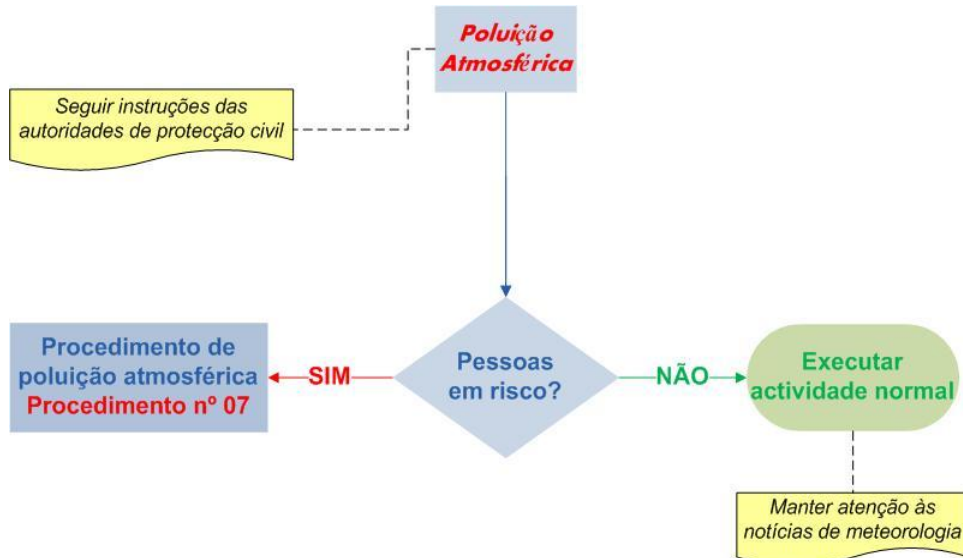 Poluição
Atmosférica
Seguir instruções das
autoridades de protecção civil
Procedimento de
poluição atmosférica
Procedimento nº 07
SIM
Pessoas
em risco?
NÃO
Executar
actividade normal
Manter atenção às
notícias de meteorologia